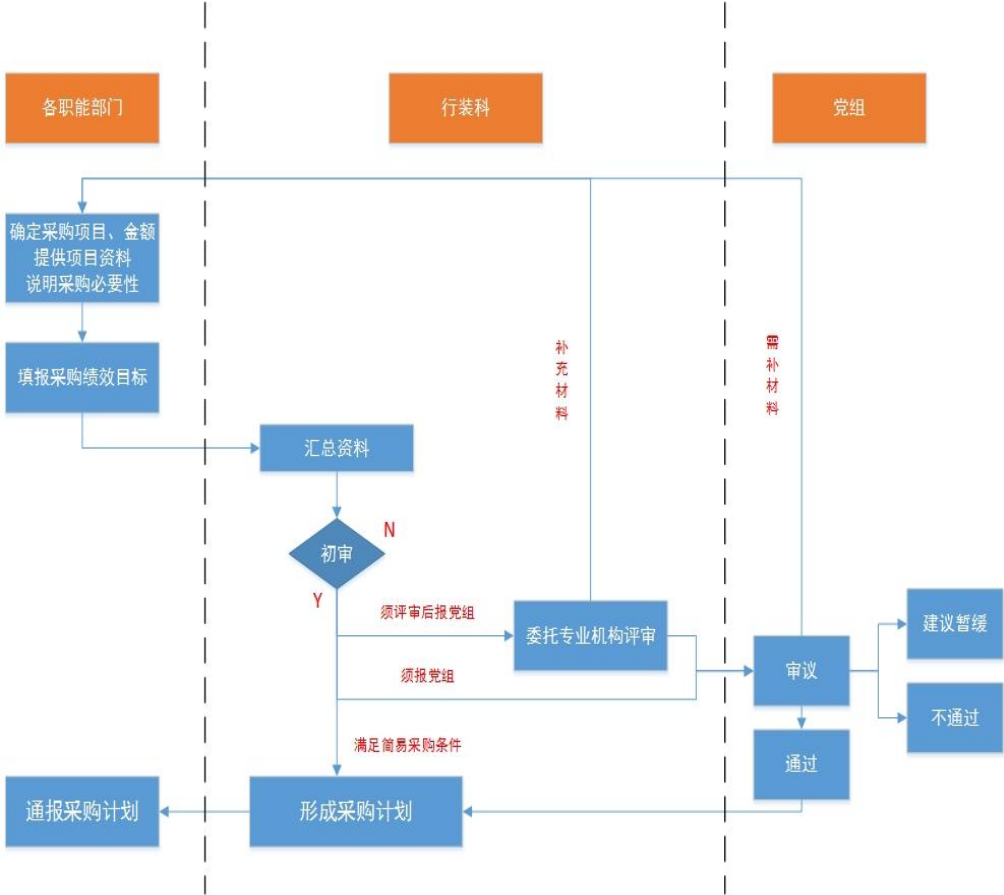 各职能部门
行装科
党组
确定采购项目、金额
提供项目资料
说明采购必要性
填报采购绩效目标
补充材料
需补材料
汇总资料
初审
N
Y
须评审后报党组
委托专业机构评审
须报党组
审议
建议暂缓
不通过
满足简易采购条件
通过
通报采购计划
形成采购计划